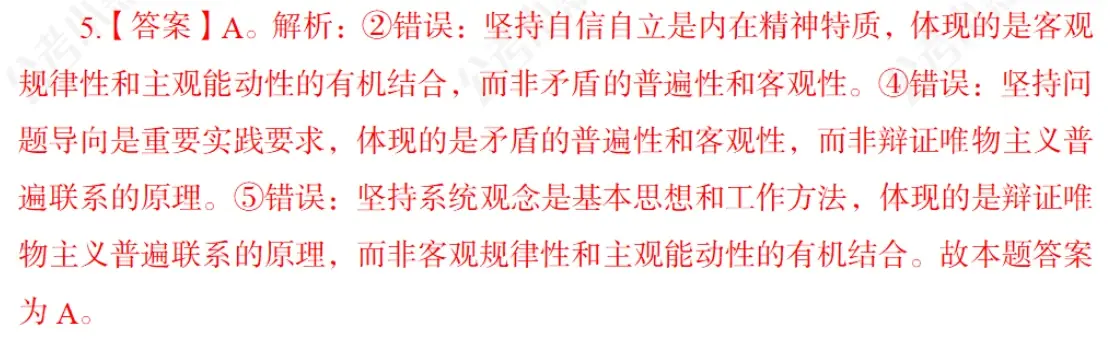 5.【答案】A。解析：②错误：坚持自信自立是内在精神特质，体现的是客观
规律性和主观能动性的有机结合，而非矛盾的普遍性和客观性。④错误：坚持问
题导向是重要实践要求，体现的是矛盾的普遍性和客观性，而非辩证唯物主义普
遍联系的原理。⑤错误：坚持系统观念是基本思想和工作方法，体现的是辩证唯
物主义普遍联系的原理，而非客观规律性和主观能动性的有机结合。故本题答案
为 A。